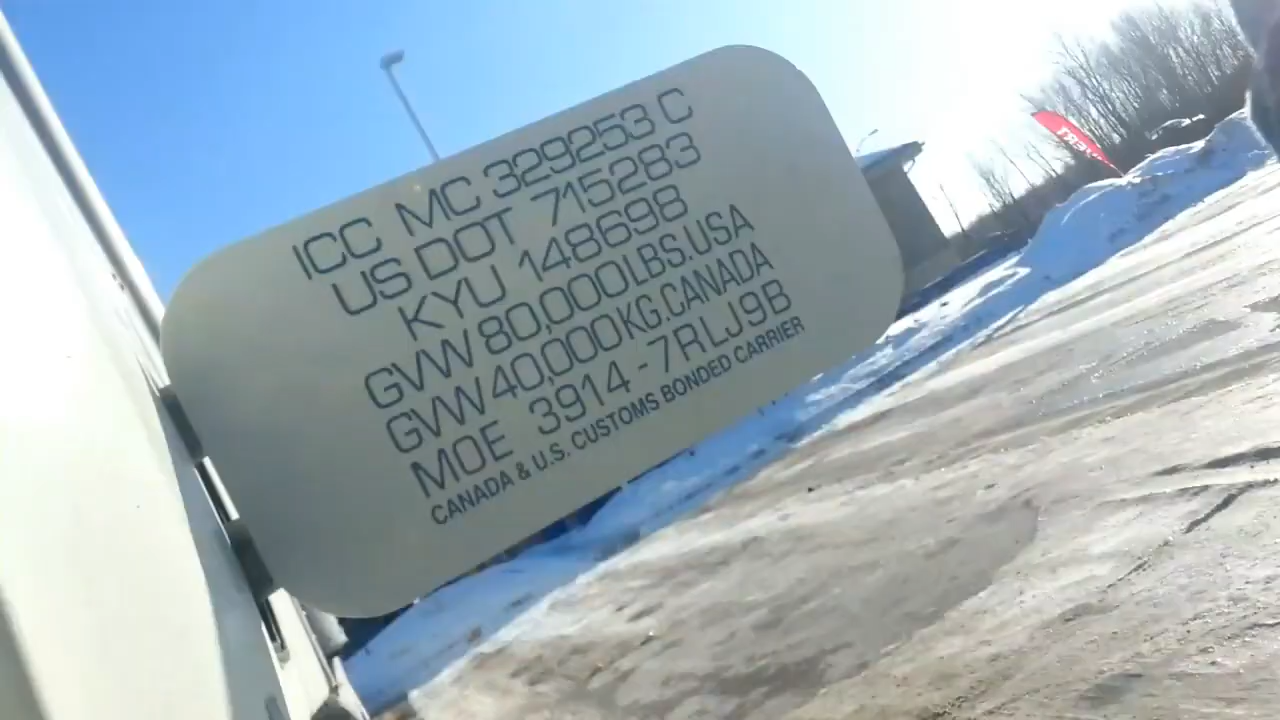 ICC MC 329253 C
US DOT 715283
KYU 148698
GVW 80,000LBS.USA
GVW 40,000KG.CANADA
MOE 3914-7RLJ9B
CANADA & U.S. CUSTOMS BONDED CARRIER